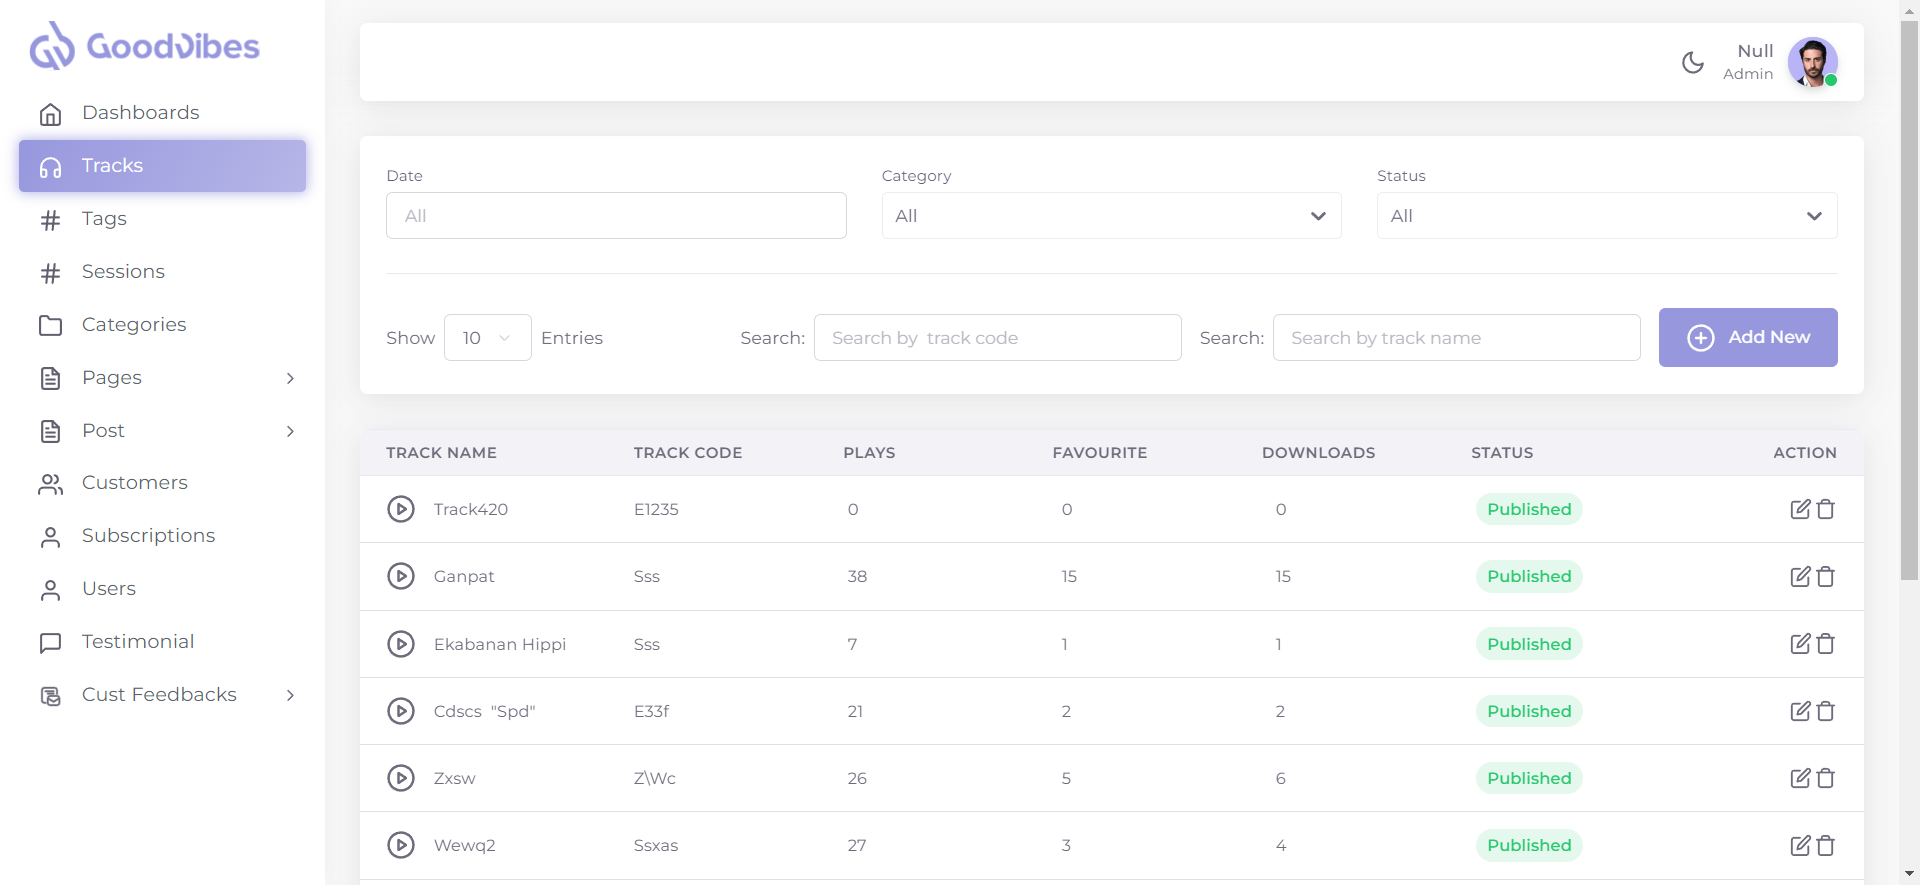 GoodVibes
Dashboards
Tracks
Tags
Sessions
Categories
Pages
Post
Customers
Subscriptions
Users
Testimonial
Cust Feedbacks
Null
Admin
Date Category Status
All All All
Show 10 Entries Search: Search by  track code Search: Search by track name Add New
TRACK NAME TRACK CODE PLAYS FAVOURITE DOWNLOADS STATUS ACTION
Track420 E1235 0 0 0 Published
Ganpat Sss 38 15 15 Published
Ekabanan Hippi Sss 7 1 1 Published
Cdscs  "Spd" E33f 21 2 2 Published
Zxsw Z\Wc 26 5 6 Published
Wewq2 Ssxas 27 3 4 Published